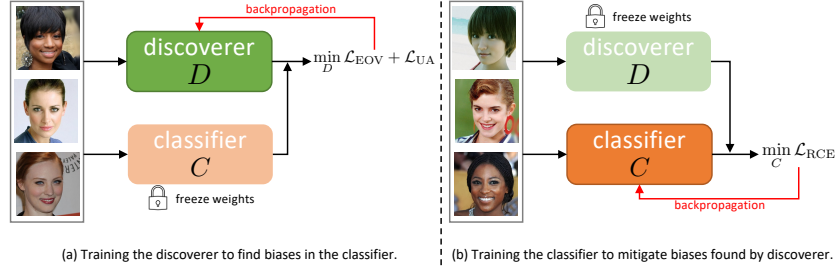 backpropagation
discoverer
D
min_D L_EOV + L_UA
classifier
C
freeze weights
(a) Training the discoverer to find biases in the classifier.
freeze weights
discoverer
D
classifier
C
min_C L_RCE
backpropagation
(b) Training the classifier to mitigate biases found by discoverer.